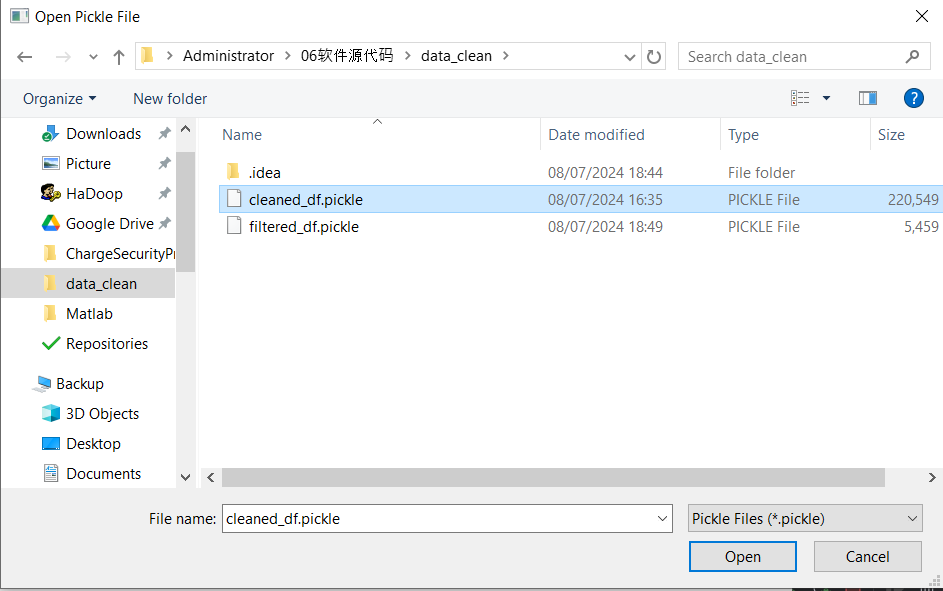 Open Pickle File
Administrator 06软件源代码 data_clean Search data_clean
Organize New folder ?
Downloads
Picture
HaDoop
Google Drive
ChargeSecurityPr
data_clean
Matlab
Repositories
Backup
3D Objects
Desktop
Documents
Name Date modified Type Size
.idea 08/07/2024 18:44 File folder
cleaned_df.pickle 08/07/2024 16:35 PICKLE File 220,549
filtered_df.pickle 08/07/2024 18:49 PICKLE File 5,459
File name: cleaned_df.pickle Pickle Files (*.pickle)
Open Cancel